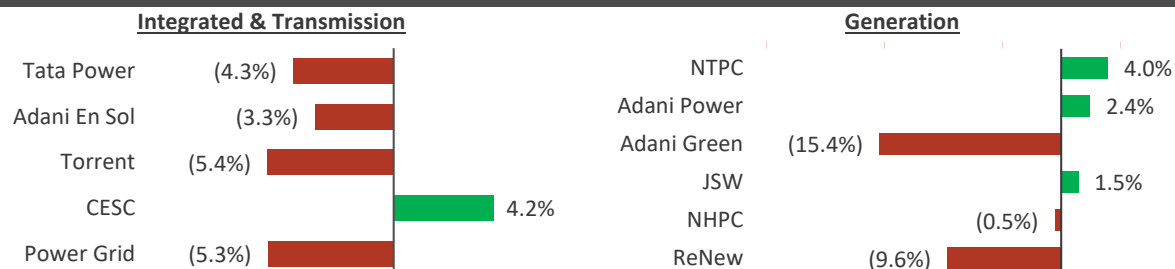 Integrated & Transmission
Tata Power (4.3%)
Adani En Sol (3.3%)
Torrent (5.4%)
CESC 4.2%
Power Grid (5.3%)
Generation
NTPC 4.0%
Adani Power 2.4%
Adani Green (15.4%)
JSW 1.5%
NHPC (0.5%)
ReNew (9.6%)